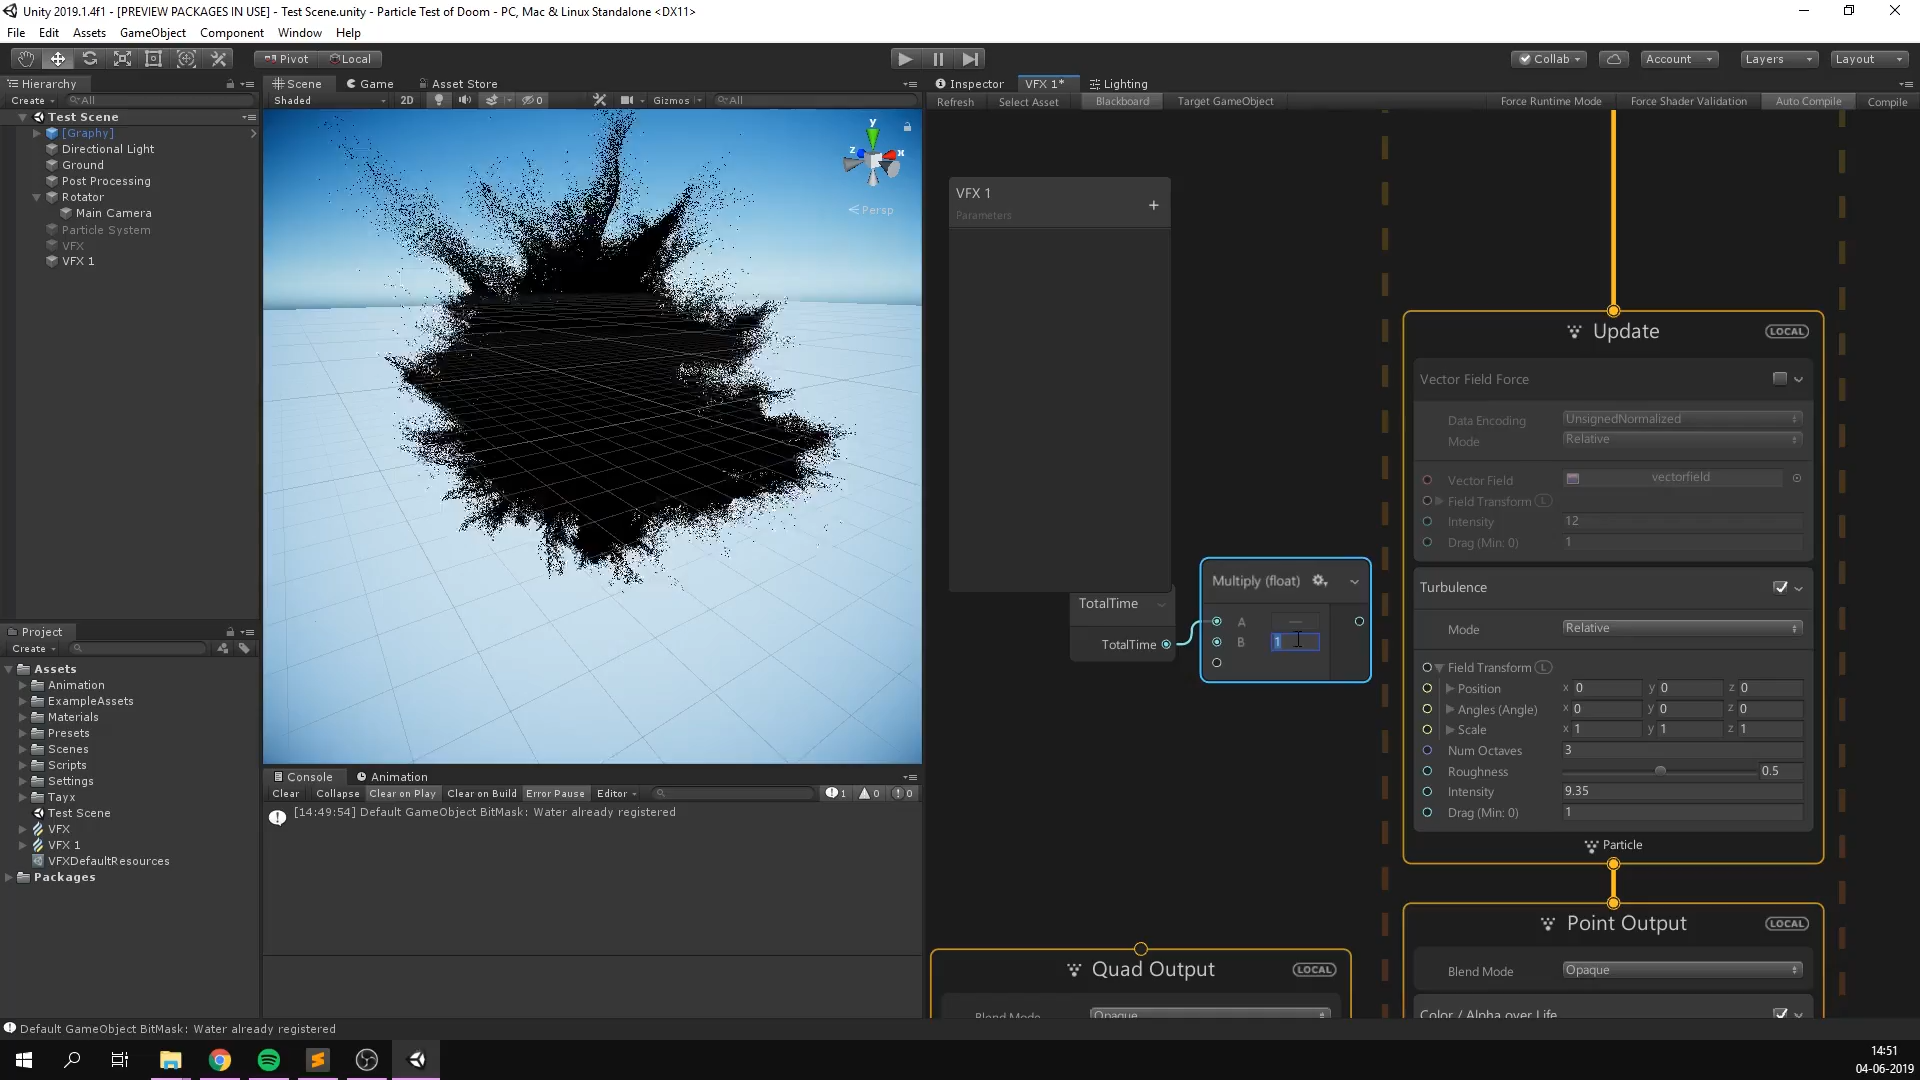 Unity 2019.1.4f1 - [PREVIEW PACKAGES IN USE] - Test Scene.unity - Particle Test of Doom - PC, Mac & Linux Standalone <DX11>
File Edit Assets GameObject Component Window Help
Pivot Local Collab Account Layers Layout
Hierarchy
Create All
Test Scene
[Graphy]
Directional Light
Ground
Post Processing
Rotator
Main Camera
Particle System
VFX
VFX 1
Scene Game Asset Store
Shaded 2D 0 Gizmos All
y
z x
Persp
Inspector VFX 1* Lighting
Refresh Select Asset Blackboard Target GameObject Force Runtime Mode Force Shader Validation Auto Compile Compile
VFX 1
Parameters
+
TotalTime
TotalTime
Multiply (float)
A
B 1
Update LOCAL
Vector Field Force
Data Encoding UnsignedNormalized
Mode Relative
Vector Field vectorfield
Field Transform L
Intensity 12
Drag (Min: 0) 1
Turbulence
Mode Relative
Field Transform L
Position x 0 y 0 z 0
Angles (Angle) x 0 y 0 z 0
Scale x 1 y 1 z 1
Num Octaves 3
Roughness 0.5
Intensity 9.35
Drag (Min: 0) 1
Particle
Point Output LOCAL
Blend Mode Opaque
Color / Alpha over Life
Quad Output LOCAL
Blend Mode Opaque
Project
Create
Assets
Animation
ExampleAssets
Materials
Presets
Scenes
Scripts
Settings
Tayx
Test Scene
VFX
VFX 1
VFXDefaultResources
Packages
Console Animation
Clear Collapse Clear on Play Clear on Build Error Pause Editor 1 0 0
[14:49:54] Default GameObject BitMask: Water already registered
Default GameObject BitMask: Water already registered
14:51
04-06-2019